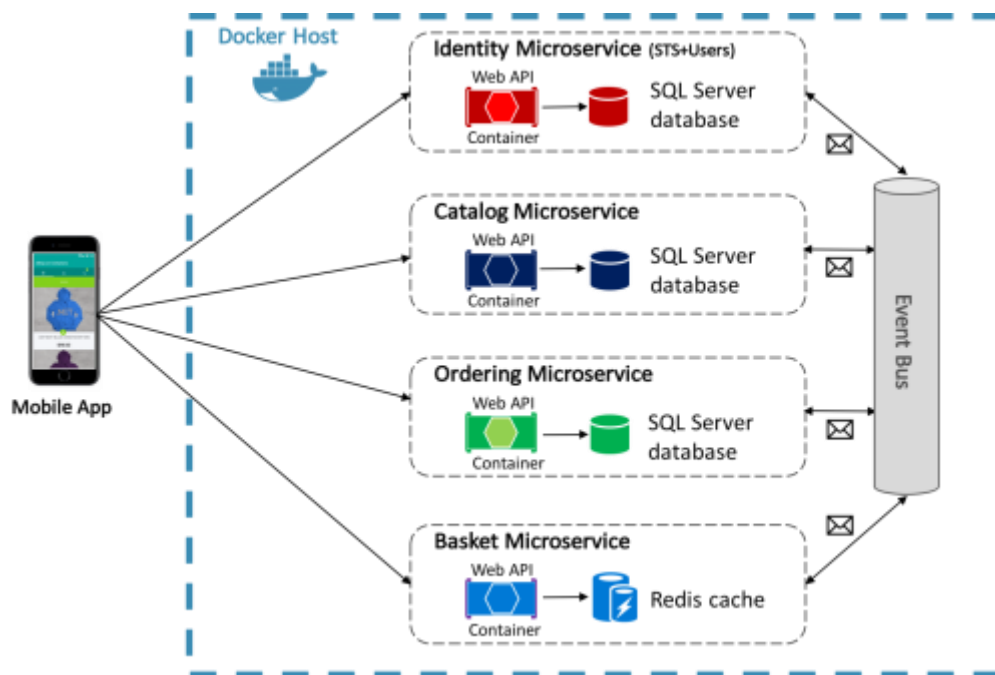 Docker Host
Identity Microservice (STS+Users)
Web API
Container
SQL Server
database
Catalog Microservice
Web API
Container
SQL Server
database
Ordering Microservice
Web API
Container
SQL Server
database
Basket Microservice
Web API
Container
Redis cache
Event Bus
Mobile App